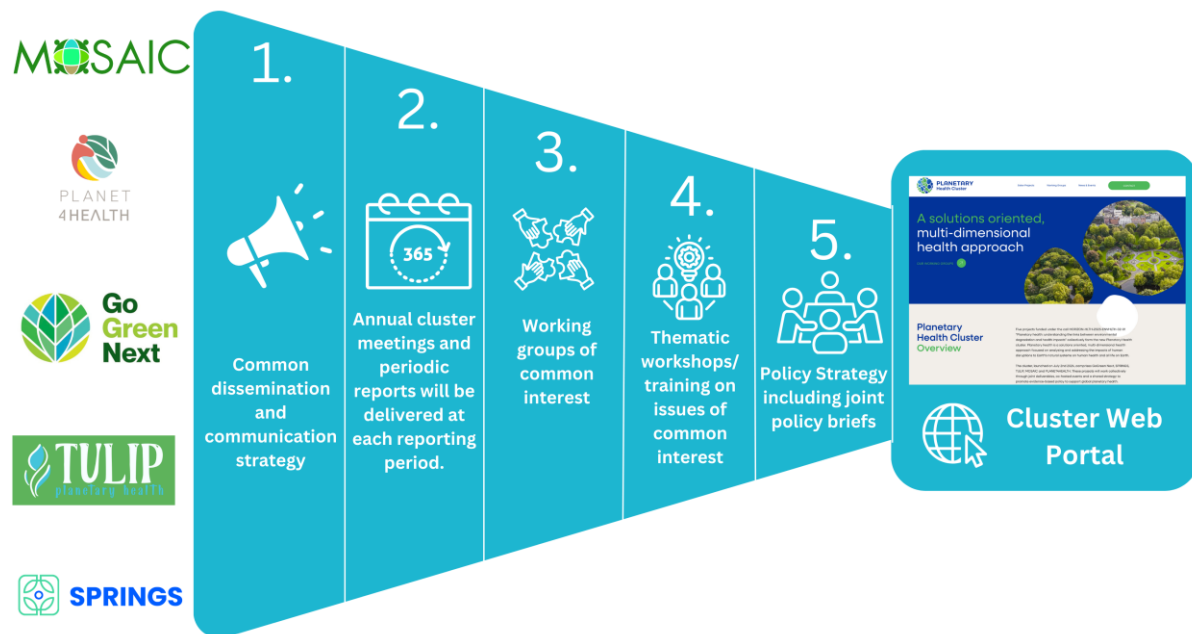 MOSAIC
PLANET
4HEALTH
Go
Green
Next
TULIP
planetary health
SPRINGS
1.
Common
dissemination
and
communication
strategy
2.
365
Annual cluster
meetings and
periodic
reports will be
delivered at
each reporting
period.
3.
Working
groups of
common
interest
4.
Thematic
workshops/
training on
issues of
common
interest
5.
Policy Strategy
including joint
policy briefs
PLANETARY
Health Cluster
A solutions oriented,
multi-dimensional
health approach
Planetary
Health Cluster
Overview
Cluster Web
Portal